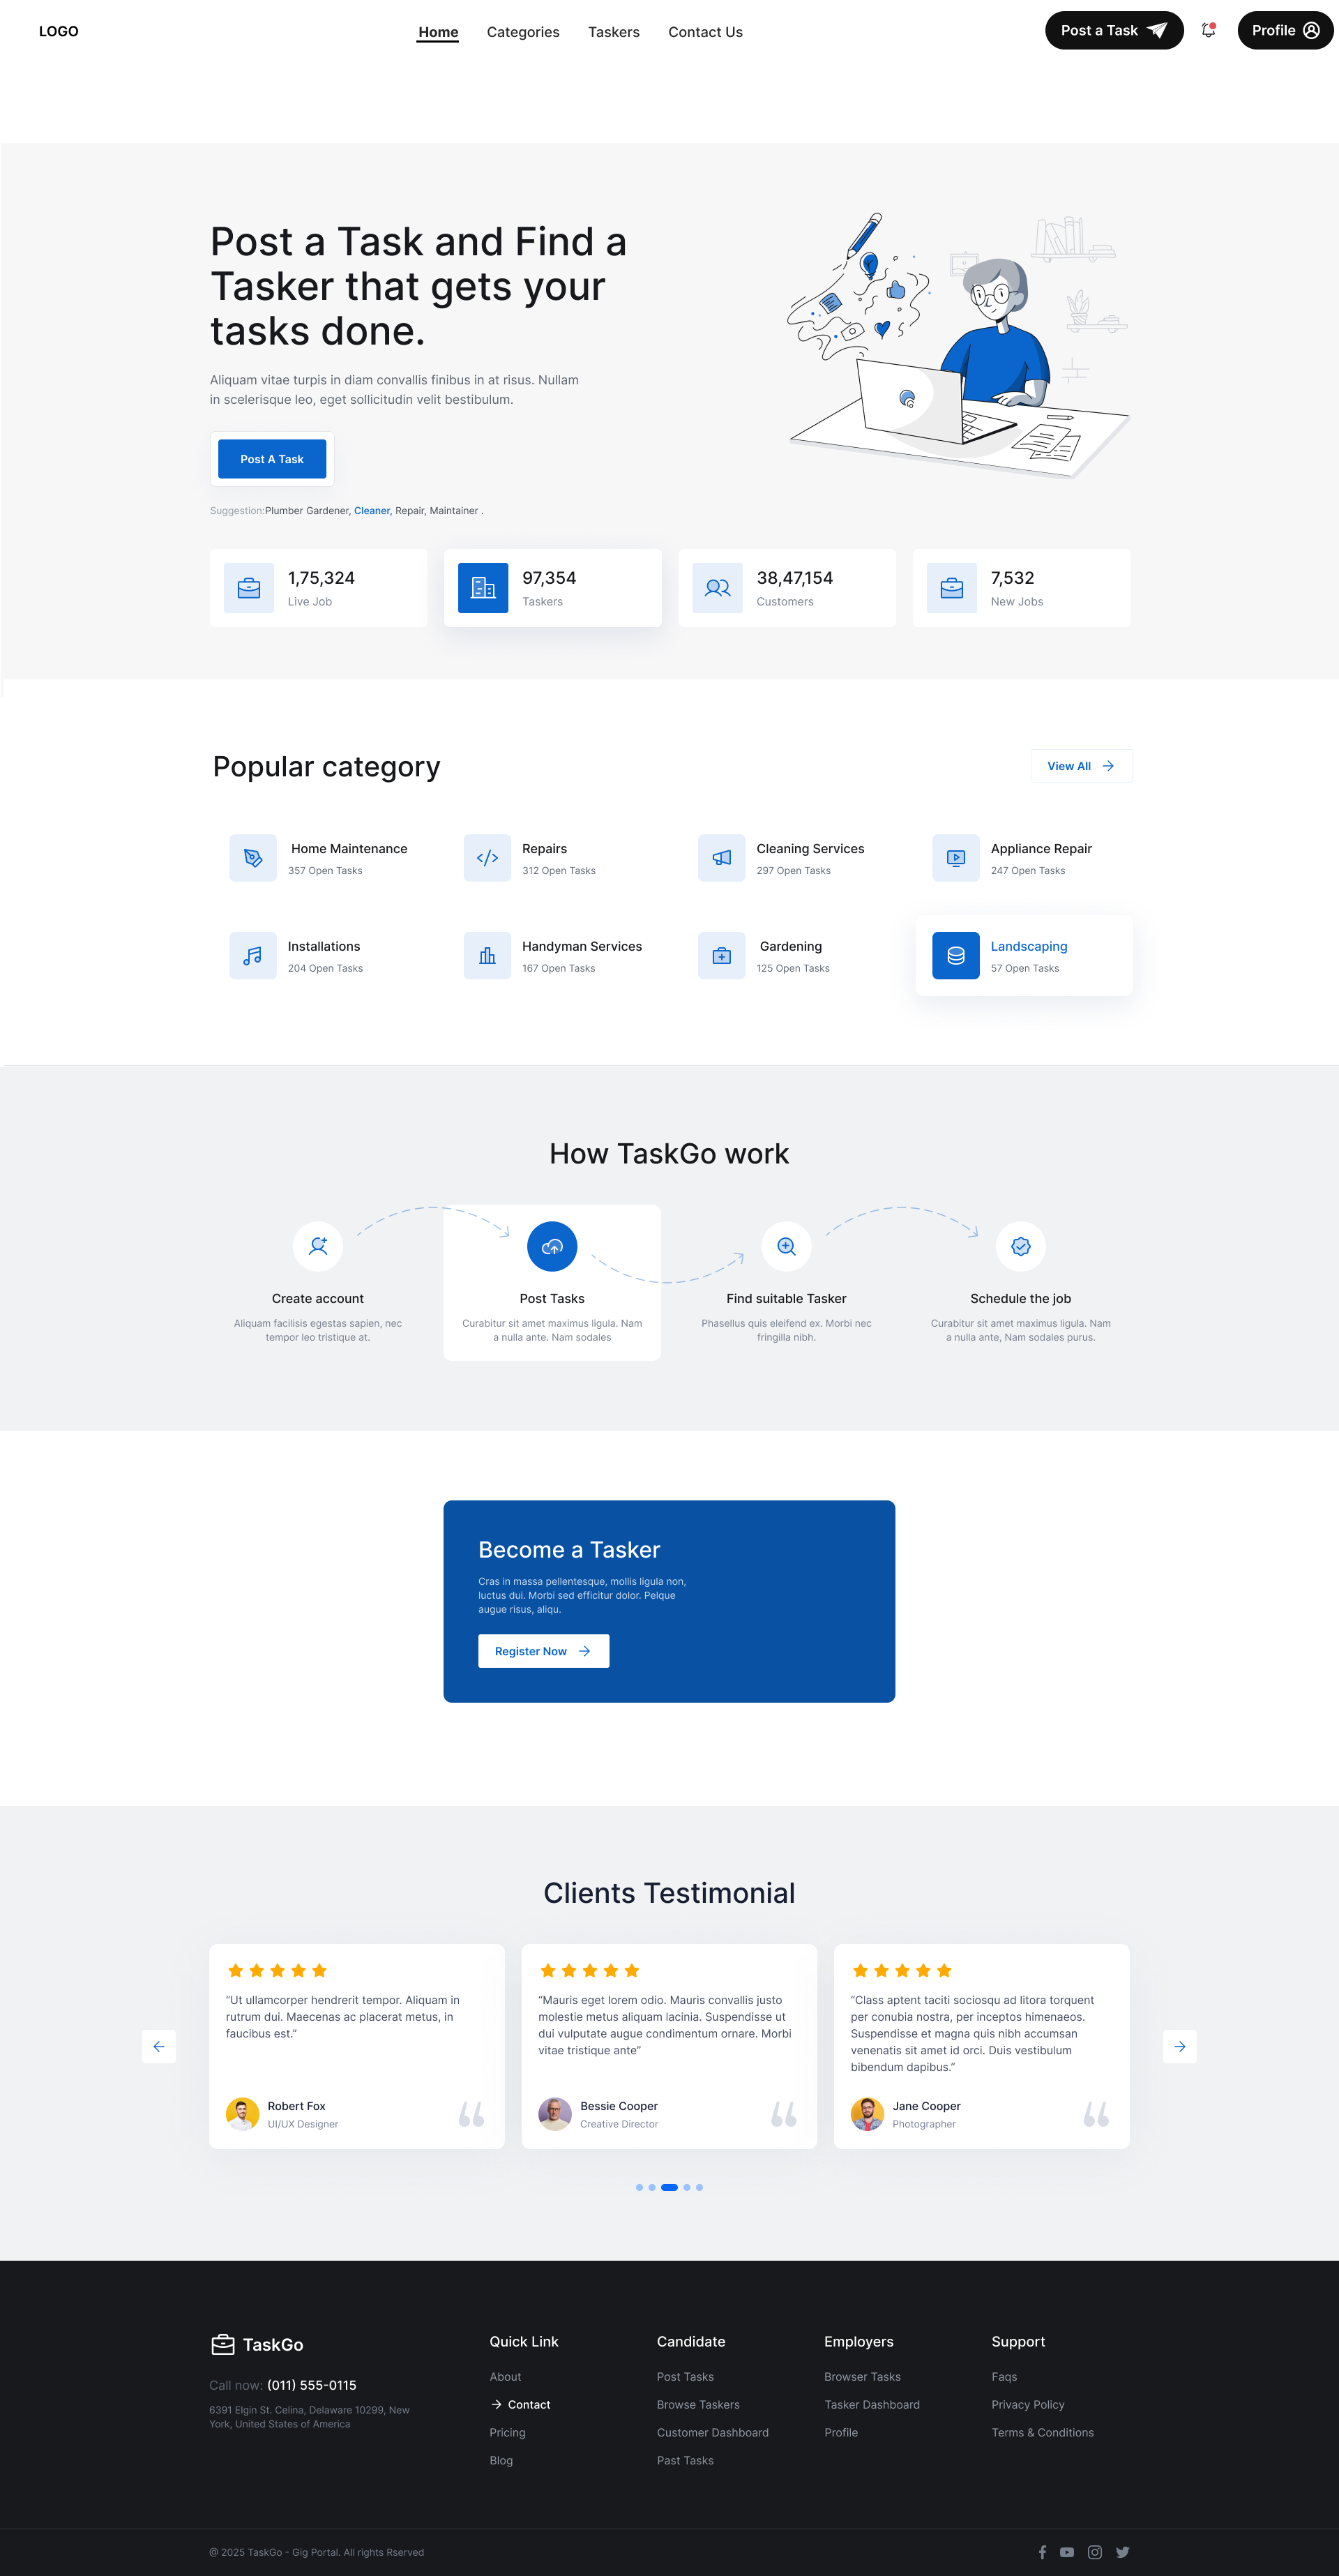 LOGO
Home
Categories
Taskers
Contact Us
Post a Task
Profile
Post a Task and Find a
Tasker that gets your
tasks done.
Aliquam vitae turpis in diam convallis finibus in at risus. Nullam
in scelerisque leo, eget sollicitudin velit bestibulum.
Post A Task
Suggestion:Plumber Gardener, Cleaner, Repair, Maintainer .
1,75,324
Live Job
97,354
Taskers
38,47,154
Customers
7,532
New Jobs
Popular category
View All
Home Maintenance
357 Open Tasks
Repairs
312 Open Tasks
Cleaning Services
297 Open Tasks
Appliance Repair
247 Open Tasks
Installations
204 Open Tasks
Handyman Services
167 Open Tasks
Gardening
125 Open Tasks
Landscaping
57 Open Tasks
How TaskGo work
Create account
Aliquam facilisis egestas sapien, nec
tempor leo tristique at.
Post Tasks
Curabitur sit amet maximus ligula. Nam
a nulla ante. Nam sodales
Find suitable Tasker
Phasellus quis eleifend ex. Morbi nec
fringilla nibh.
Schedule the job
Curabitur sit amet maximus ligula. Nam
a nulla ante, Nam sodales purus.
Become a Tasker
Cras in massa pellentesque, mollis ligula non,
luctus dui. Morbi sed efficitur dolor. Pelque
augue risus, aliqu.
Register Now
Clients Testimonial
“Ut ullamcorper hendrerit tempor. Aliquam in
rutrum dui. Maecenas ac placerat metus, in
faucibus est.”
Robert Fox
UI/UX Designer
“Mauris eget lorem odio. Mauris convallis justo
molestie metus aliquam lacinia. Suspendisse ut
dui vulputate augue condimentum ornare. Morbi
vitae tristique ante”
Bessie Cooper
Creative Director
“Class aptent taciti sociosqu ad litora torquent
per conubia nostra, per inceptos himenaeos.
Suspendisse et magna quis nibh accumsan
venenatis sit amet id orci. Duis vestibulum
bibendum dapibus.”
Jane Cooper
Photographer
TaskGo
Call now: (011) 555-0115
6391 Elgin St. Celina, Delaware 10299, New
York, United States of America
Quick Link
About
Contact
Pricing
Blog
Candidate
Post Tasks
Browse Taskers
Customer Dashboard
Past Tasks
Employers
Browser Tasks
Tasker Dashboard
Profile
Support
Faqs
Privacy Policy
Terms & Conditions
@ 2025 TaskGo - Gig Portal. All rights Rserved